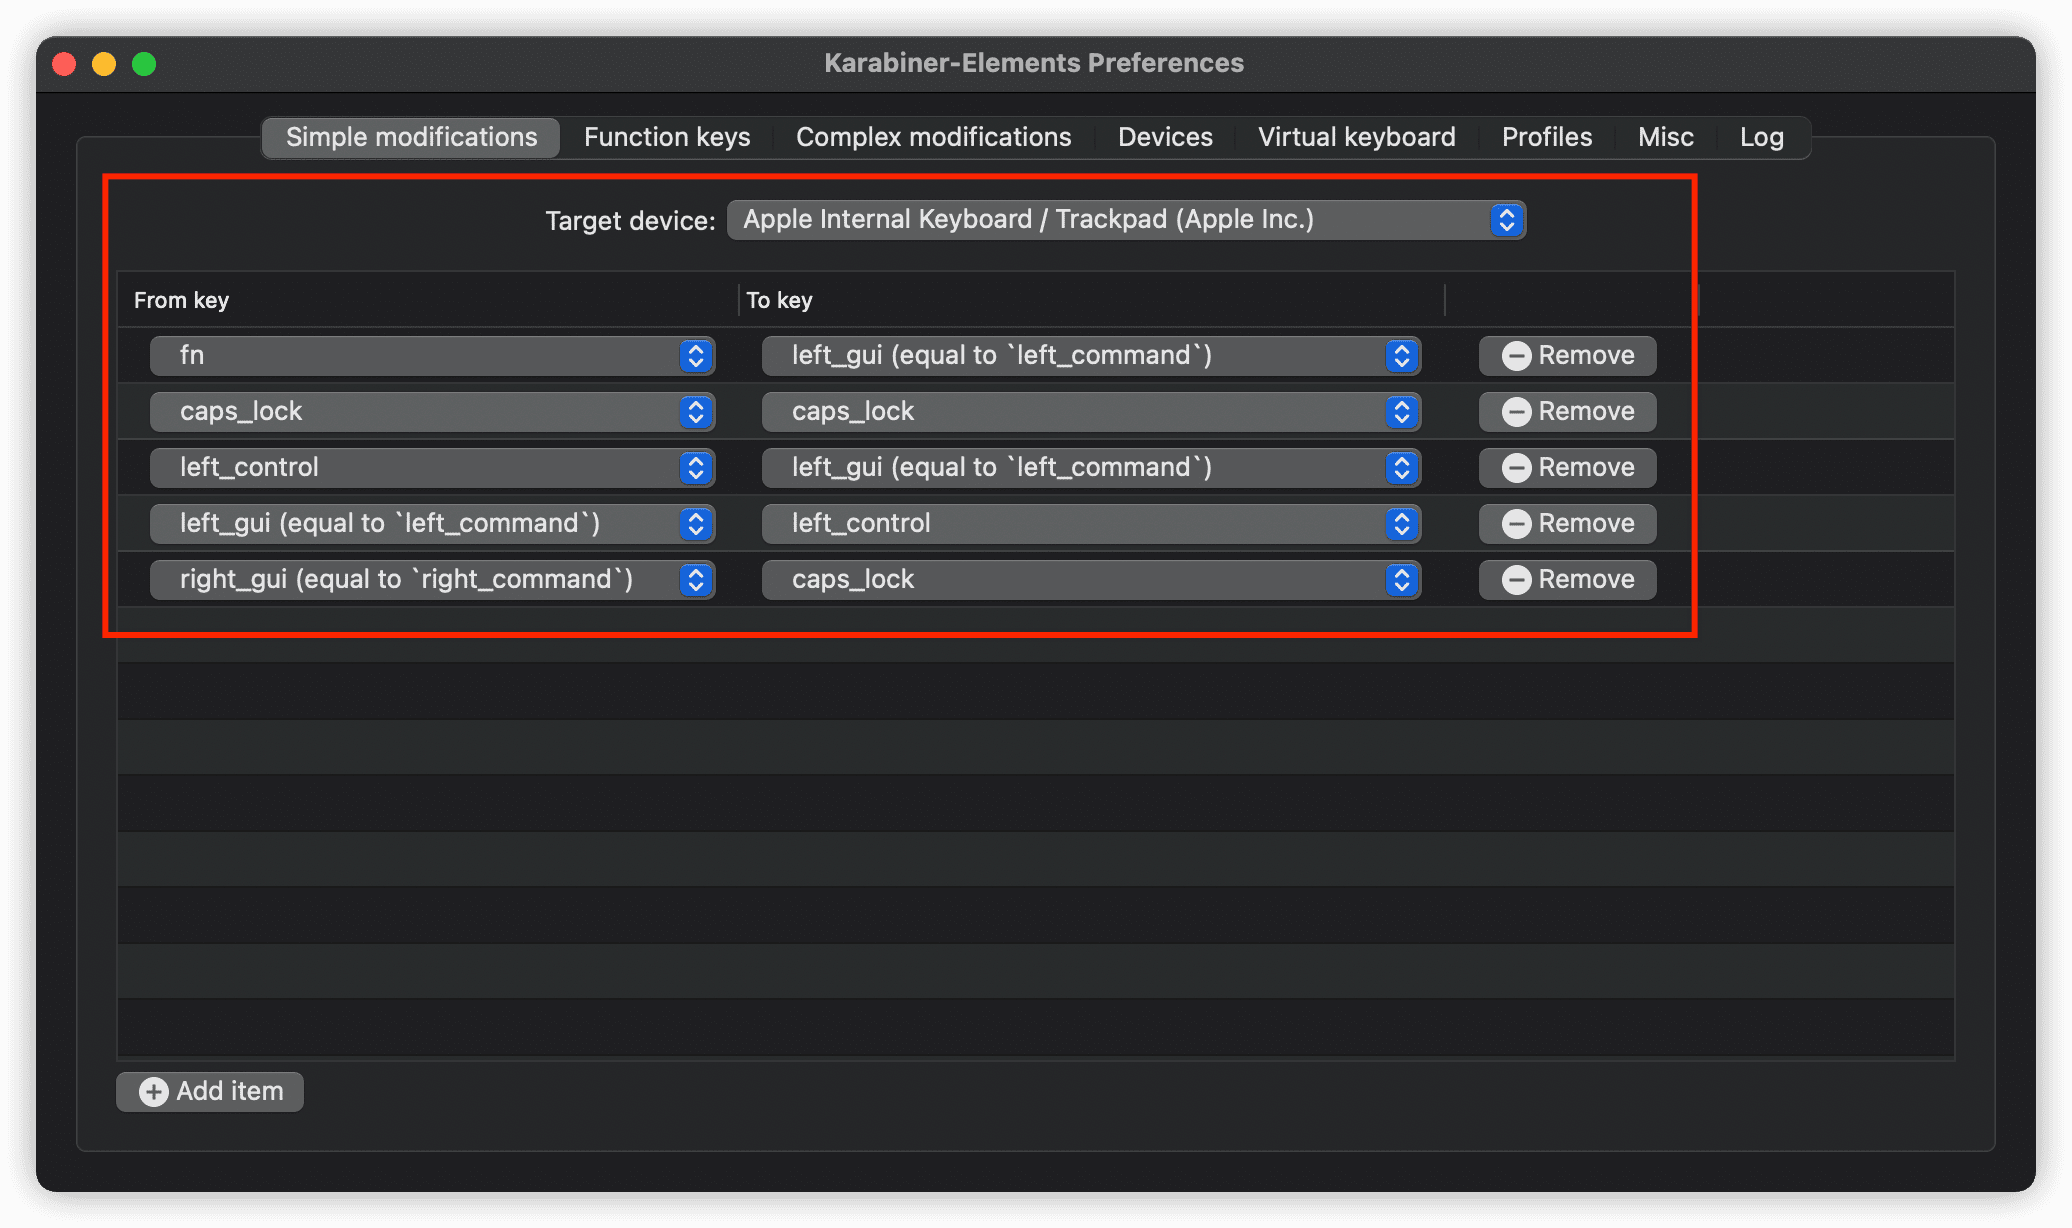 Karabiner-Elements Preferences
Simple modifications Function keys Complex modifications Devices Virtual keyboard Profiles Misc Log
Target device: Apple Internal Keyboard / Trackpad (Apple Inc.)
From key To key
fn left_gui (equal to `left_command`) Remove
caps_lock caps_lock Remove
left_control left_gui (equal to `left_command`) Remove
left_gui (equal to `left_command`) left_control Remove
right_gui (equal to `right_command`) caps_lock Remove
Add item